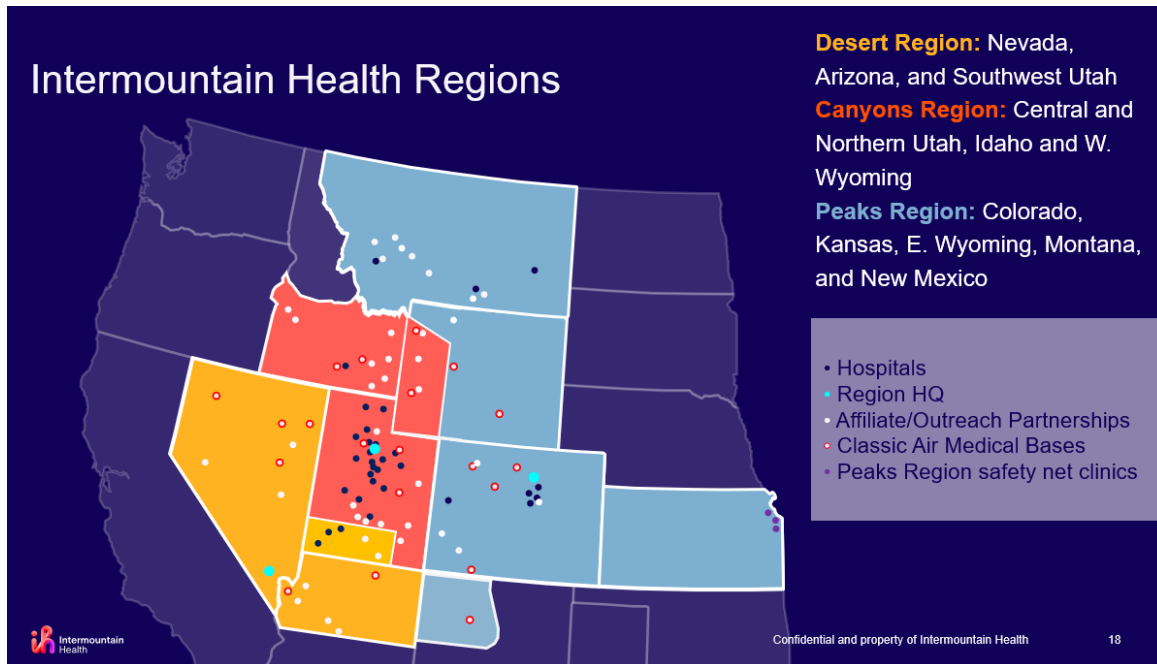 Intermountain Health Regions
Desert Region: Nevada,
Arizona, and Southwest Utah
Canyons Region: Central and
Northern Utah, Idaho and W.
Wyoming
Peaks Region: Colorado,
Kansas, E. Wyoming, Montana,
and New Mexico
• Hospitals
• Region HQ
• Affiliate/Outreach Partnerships
• Classic Air Medical Bases
• Peaks Region safety net clinics
Intermountain
Health
Confidential and property of Intermountain Health
18